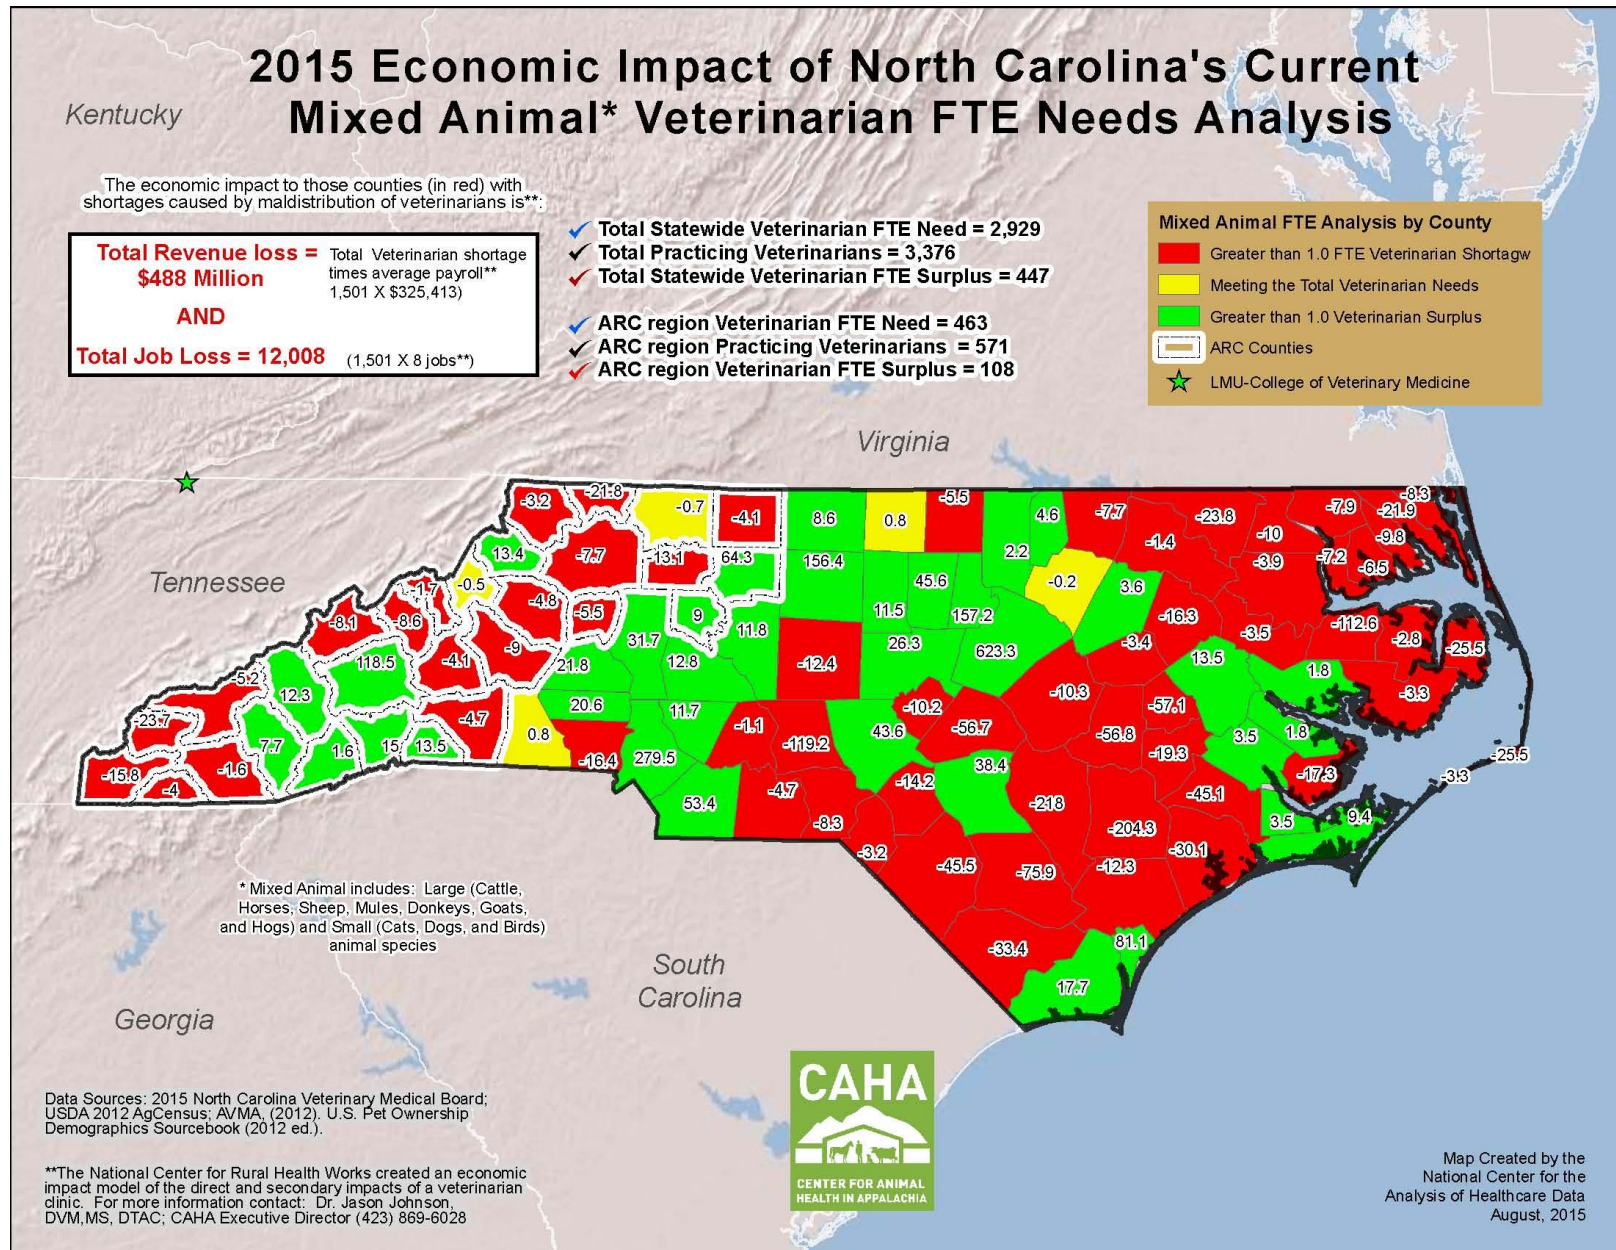 2015 Economic Impact of North Carolina's Current
Mixed Animal* Veterinarian FTE Needs Analysis
Kentucky
The economic impact to those counties (in red) with
shortages caused by maldistribution of veterinarians is**:
Total Revenue loss =
$488 Million
Total Veterinarian shortage
times average payroll**
1,501 X $325,413)
AND
Total Job Loss = 12,008 (1,501 X 8 jobs**)
Total Statewide Veterinarian FTE Need = 2,929
Total Practicing Veterinarians = 3,376
Total Statewide Veterinarian FTE Surplus = 447
ARC region Veterinarian FTE Need = 463
ARC region Practicing Veterinarians = 571
ARC region Veterinarian FTE Surplus = 108
Mixed Animal FTE Analysis by County
Greater than 1.0 FTE Veterinarian Shortagw
Meeting the Total Veterinarian Needs
Greater than 1.0 Veterinarian Surplus
ARC Counties
LMU-College of Veterinary Medicine
Virginia
Tennessee
-3.2
-21.8
-0.7
-4.1
8.6
0.8
-5.5
2.2
4.6
-7.7
-1.4
-23.8
-10
-7.9
-21.9
-8.3
-9.8
13.4
-7.7
-13.1
64.3
156.4
45.6
-0.2
3.6
-3.9
-7.2
-6.5
-1.7
-0.5
-4.8
-5.5
9
11.5
157.2
-16.3
-8.1
-8.6
-9
31.7
11.8
26.3
623.3
-3.4
-3.5
-112.6
-2.8
-25.5
118.5
-4.1
21.8
12.8
-12.4
13.5
1.8
-5.2
12.3
-10.3
-3.3
-23.7
-4.7
20.6
11.7
-10.2
-57.1
7.7
1.6
15
13.5
0.8
-1.1
-119.2
43.6
-56.7
-56.8
-19.3
3.5
1.8
-15.8
-4
-1.6
-16.4
279.5
38.4
-17.3
-3.3
-25.5
53.4
-4.7
-14.2
-218
-45.1
-8.3
-204.3
3.5
9.4
-3.2
-45.5
-75.9
-12.3
-30.1
-33.4
81.1
17.7
* Mixed Animal includes: Large (Cattle,
Horses, Sheep, Mules, Donkeys, Goats,
and Hogs) and Small (Cats, Dogs, and Birds)
animal species
South
Carolina
Georgia
Data Sources: 2015 North Carolina Veterinary Medical Board;
USDA 2012 AgCensus; AVMA, (2012). U.S. Pet Ownership
Demographics Sourcebook (2012 ed.).
**The National Center for Rural Health Works created an economic
impact model of the direct and secondary impacts of a veterinarian
clinic. For more information contact: Dr. Jason Johnson,
DVM,MS, DTAC; CAHA Executive Director (423) 869-6028
CAHA
CENTER FOR ANIMAL
HEALTH IN APPALACHIA
Map Created by the
National Center for the
Analysis of Healthcare Data
August, 2015